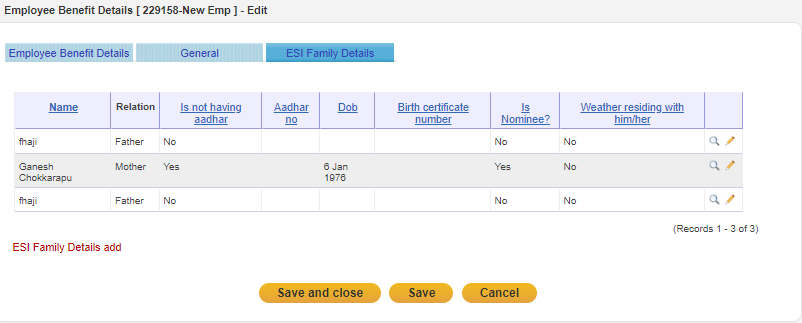 Employee Benefit Details [ 229158-New Emp ] - Edit
Employee Benefit Details General ESI Family Details
Name Relation Is not having aadhar Aadhar no Dob Birth certificate number Is Nominee? Weather residing with him/her
fhaji Father No No No
Ganesh Chokkarapu Mother Yes 6 Jan 1976 Yes No
fhaji Father No No No
(Records 1 - 3 of 3)
ESI Family Details add
Save and close Save Cancel